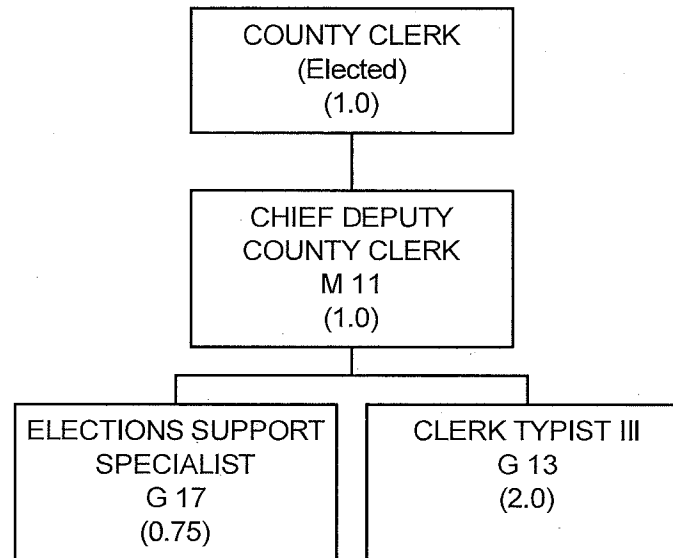 COUNTY CLERK
(Elected)
(1.0)
CHIEF DEPUTY
COUNTY CLERK
M 11
(1.0)
ELECTIONS SUPPORT
SPECIALIST
G 17
(0.75)
CLERK TYPIST III
G 13
(2.0)